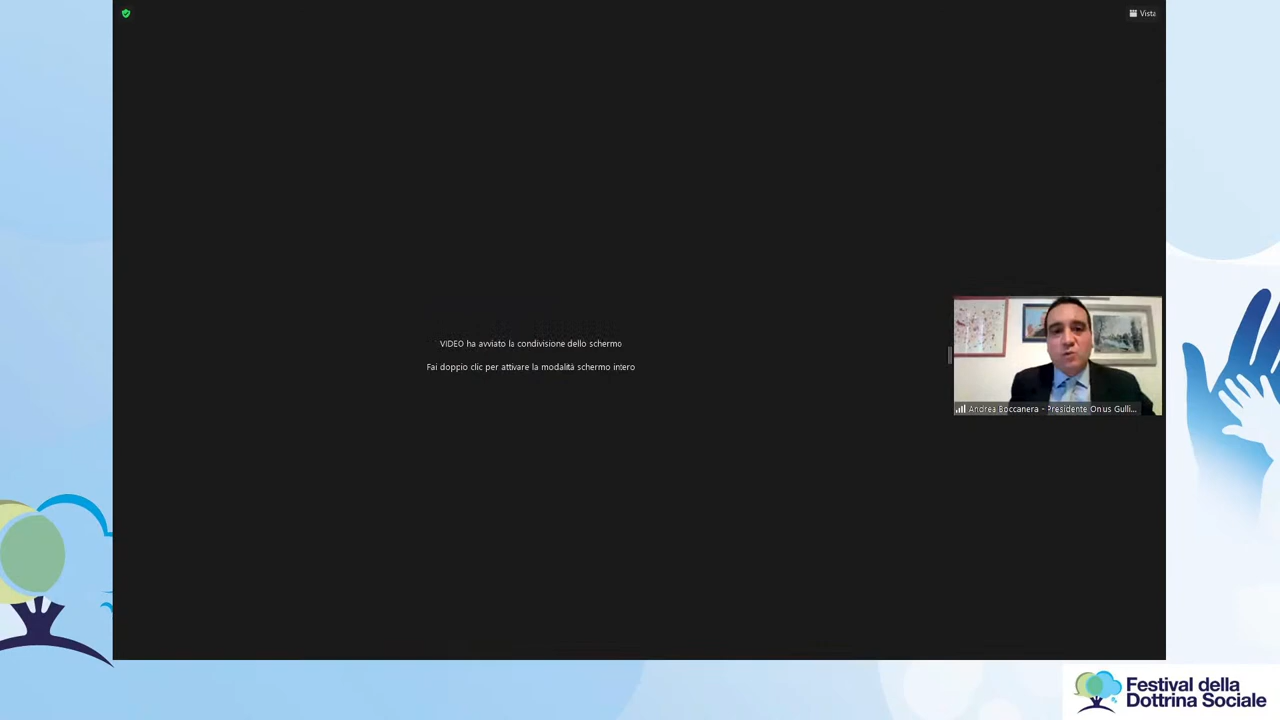 Vista
VIDEO ha avviato la condivisione dello schermo
Fai doppio clic per attivare la modalità schermo intero
Andrea Boccanera - Presidente Onus Gulli...
Festival della
Dottrina Sociale